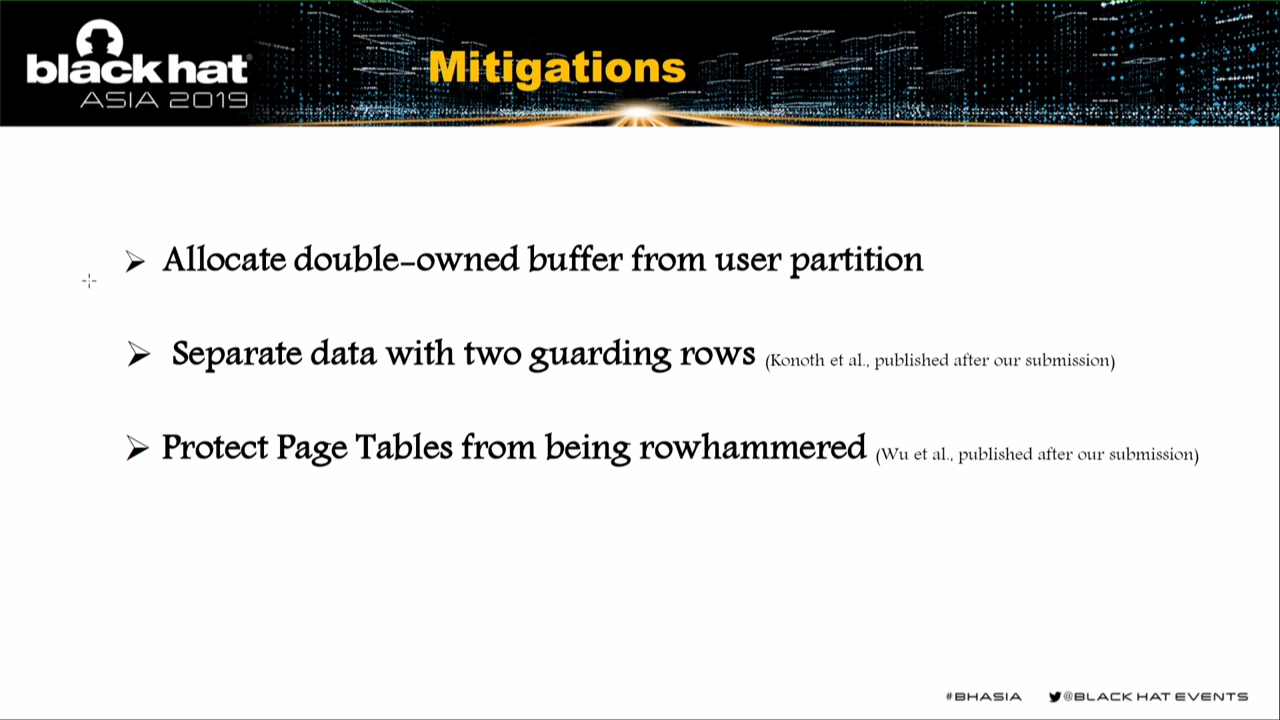 black hat
ASIA 2019
Mitigations
Allocate double-owned buffer from user partition
Separate data with two guarding rows (Konoth et al., published after our submission)
Protect Page Tables from being rowhammered (Wu et al., published after our submission)
#BHASIA @BLACK HAT EVENTS